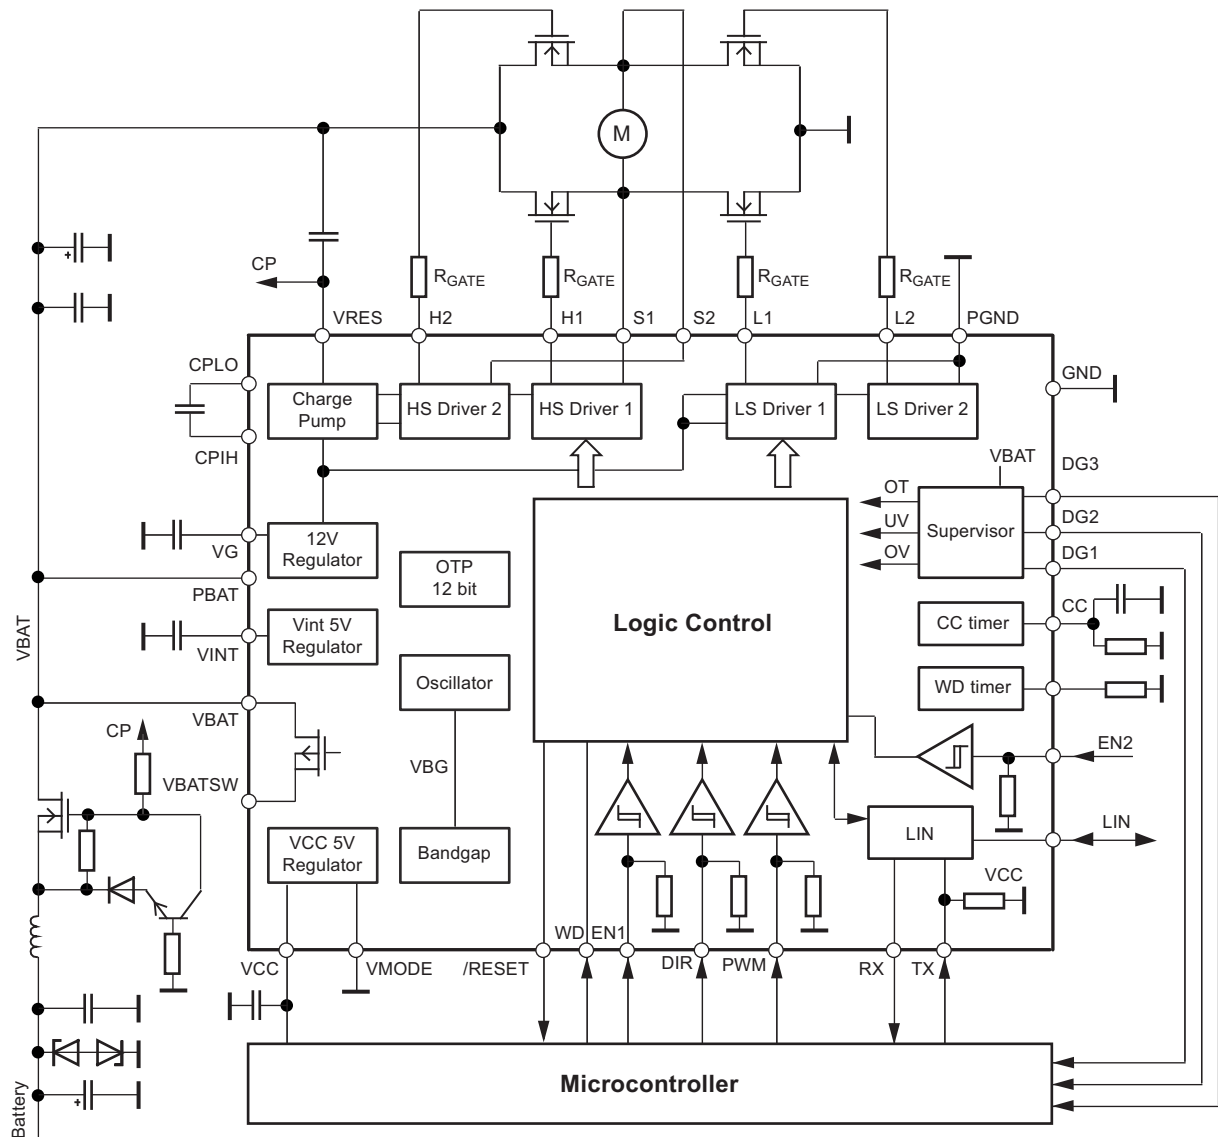 M
CP
RGATE
RGATE
RGATE
RGATE
VRES
H2
H1
S1
S2
L1
L2
PGND
CPLO
GND
Charge
Pump
HS Driver 2
HS Driver 1
LS Driver 1
LS Driver 2
CPIH
VBAT
DG3
OT
UV
OV
Supervisor
DG2
DG1
VG
12V
Regulator
OTP
12 bit
PBAT
Logic Control
CC timer
CC
VBAT
VINT
Vint 5V
Regulator
Oscillator
WD timer
VBAT
CP
VBG
EN2
VBATSW
VCC 5V
Regulator
Bandgap
LIN
LIN
VCC
VCC
VMODE
/RESET
WD
EN1
DIR
PWM
RX
TX
Microcontroller
Battery